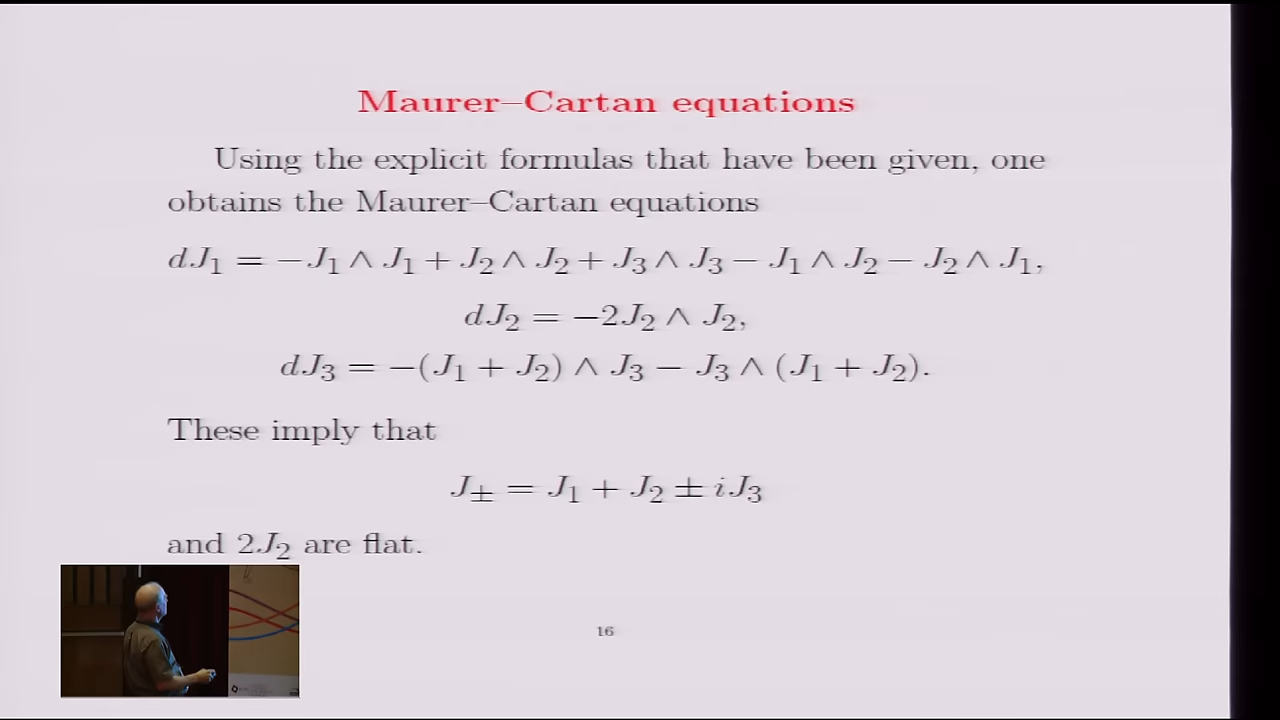 Maurer–Cartan equations
Using the explicit formulas that have been given, one
obtains the Maurer–Cartan equations
dJ₁ = −J₁ ∧ J₁ + J₂ ∧ J₂ + J₃ ∧ J₃ − J₁ ∧ J₂ − J₂ ∧ J₁,
dJ₂ = −2J₂ ∧ J₂,
dJ₃ = −(J₁ + J₂) ∧ J₃ − J₃ ∧ (J₁ + J₂).
These imply that
J± = J₁ + J₂ ± iJ₃
and 2J₂ are flat.
16